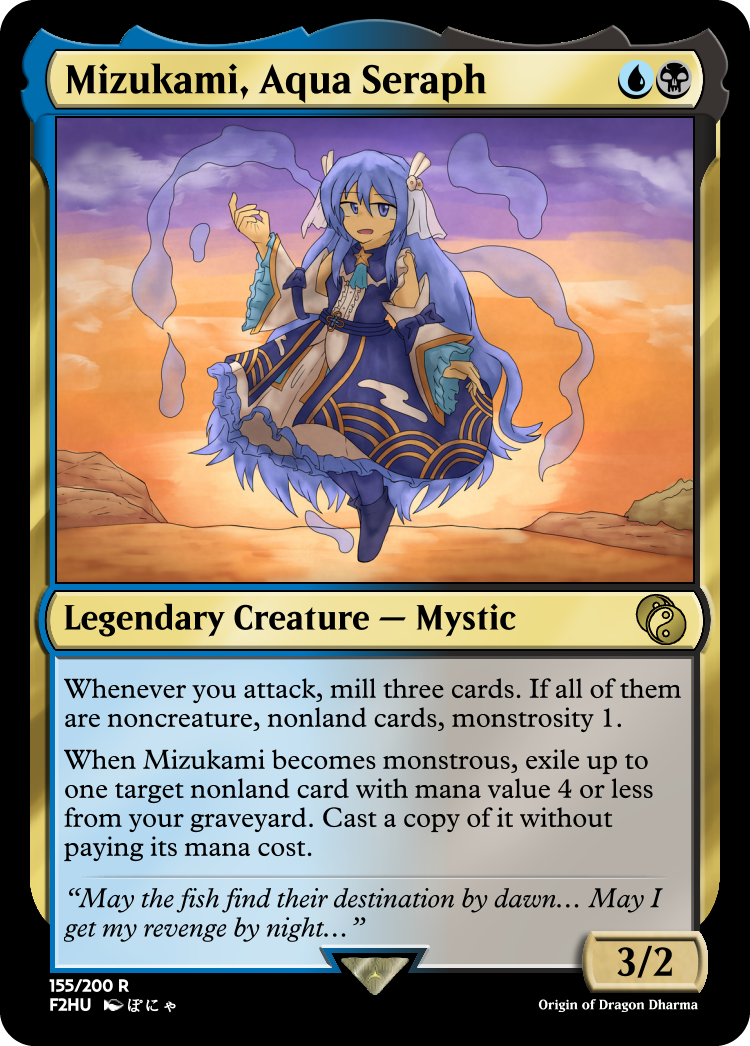 Mizukami, Aqua Seraph
Legendary Creature — Mystic
Whenever you attack, mill three cards. If all of them
are noncreature, nonland cards, monstrosity 1.
When Mizukami becomes monstrous, exile up to
one target nonland card with mana value 4 or less
from your graveyard. Cast a copy of it without
paying its mana cost.
“May the fish find their destination by dawn… May I
get my revenge by night…”
3/2
155/200 R
F2HU ぽにゃ
Origin of Dragon Dharma